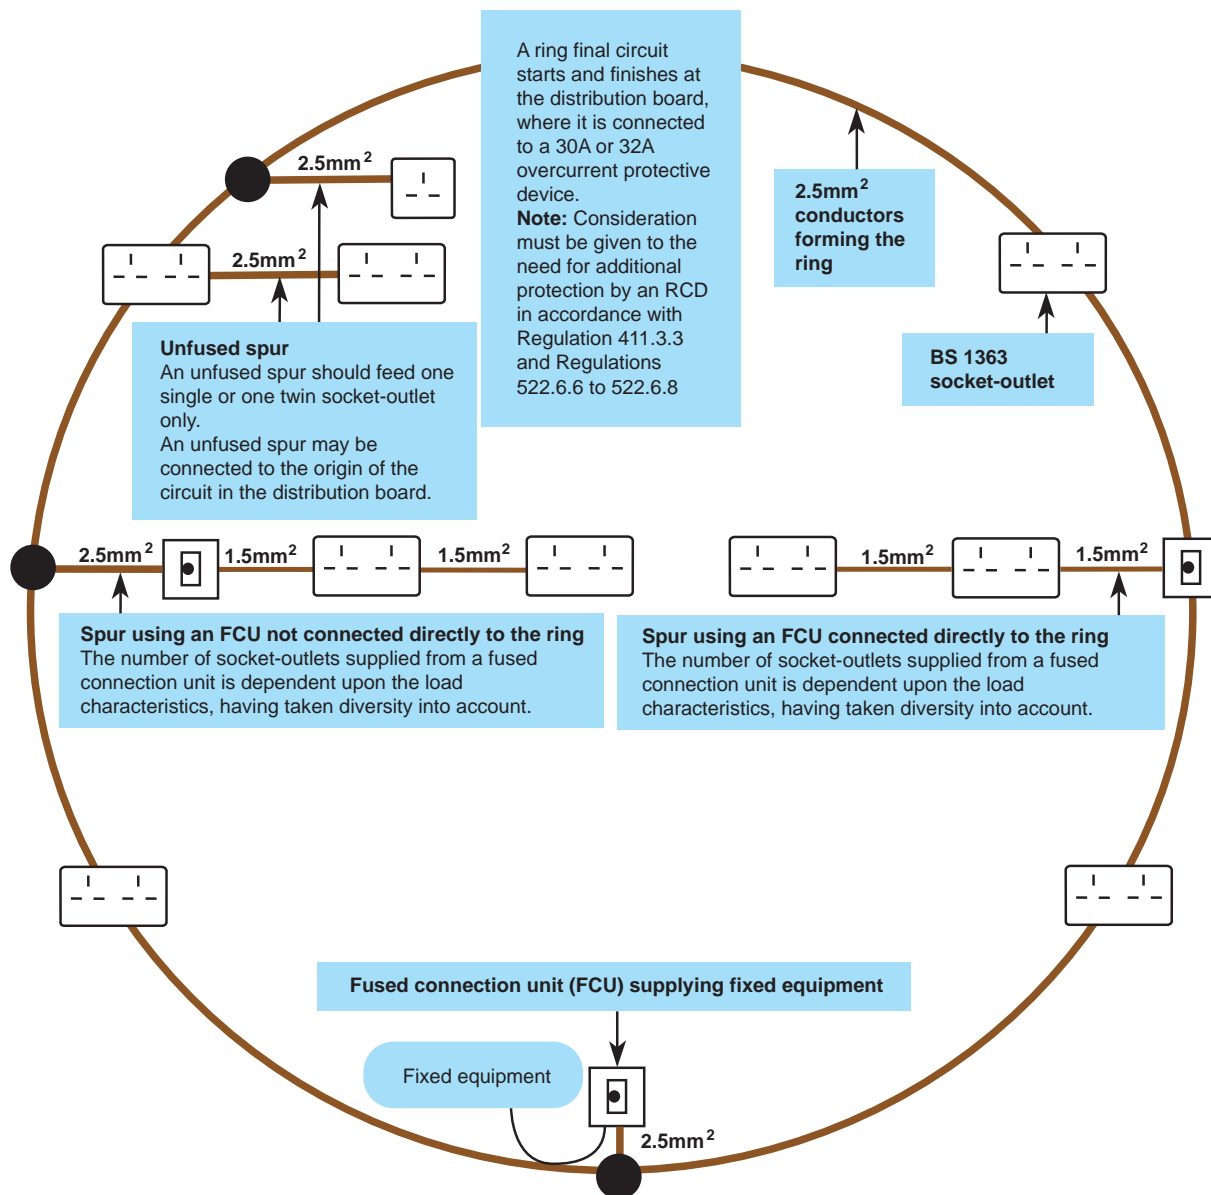 A ring final circuit
starts and finishes at
the distribution board,
where it is connected
to a 30A or 32A
overcurrent protective
device.
Note: Consideration
must be given to the
need for additional
protection by an RCD
in accordance with
Regulation 411.3.3
and Regulations
522.6.6 to 522.6.8
2.5mm²
2.5mm²
2.5mm²
conductors
forming the
ring
Unfused spur
An unfused spur should feed one
single or one twin socket-outlet
only.
An unfused spur may be
connected to the origin of the
circuit in the distribution board.
BS 1363
socket-outlet
2.5mm²
1.5mm²
1.5mm²
1.5mm²
1.5mm²
Spur using an FCU not connected directly to the ring
The number of socket-outlets supplied from a fused
connection unit is dependent upon the load
characteristics, having taken diversity into account.
Spur using an FCU connected directly to the ring
The number of socket-outlets supplied from a fused
connection unit is dependent upon the load
characteristics, having taken diversity into account.
Fused connection unit (FCU) supplying fixed equipment
Fixed equipment
2.5mm²